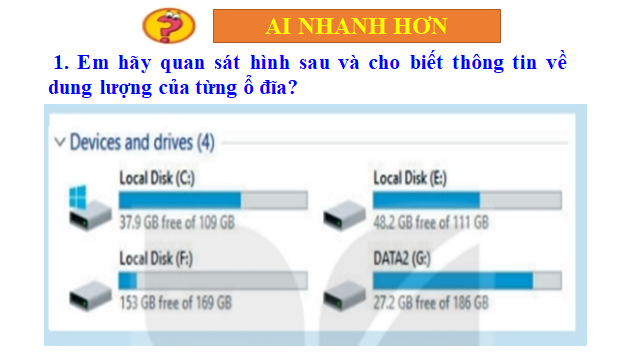 AI NHANH HƠN
1. Em hãy quan sát hình sau và cho biết thông tin về
dung lượng của từng ổ đĩa?
Devices and drives (4)
Local Disk (C:)
37.9 GB free of 109 GB
Local Disk (E:)
48.2 GB free of 111 GB
Local Disk (F:)
153 GB free of 169 GB
DATA2 (G:)
27.2 GB free of 186 GB